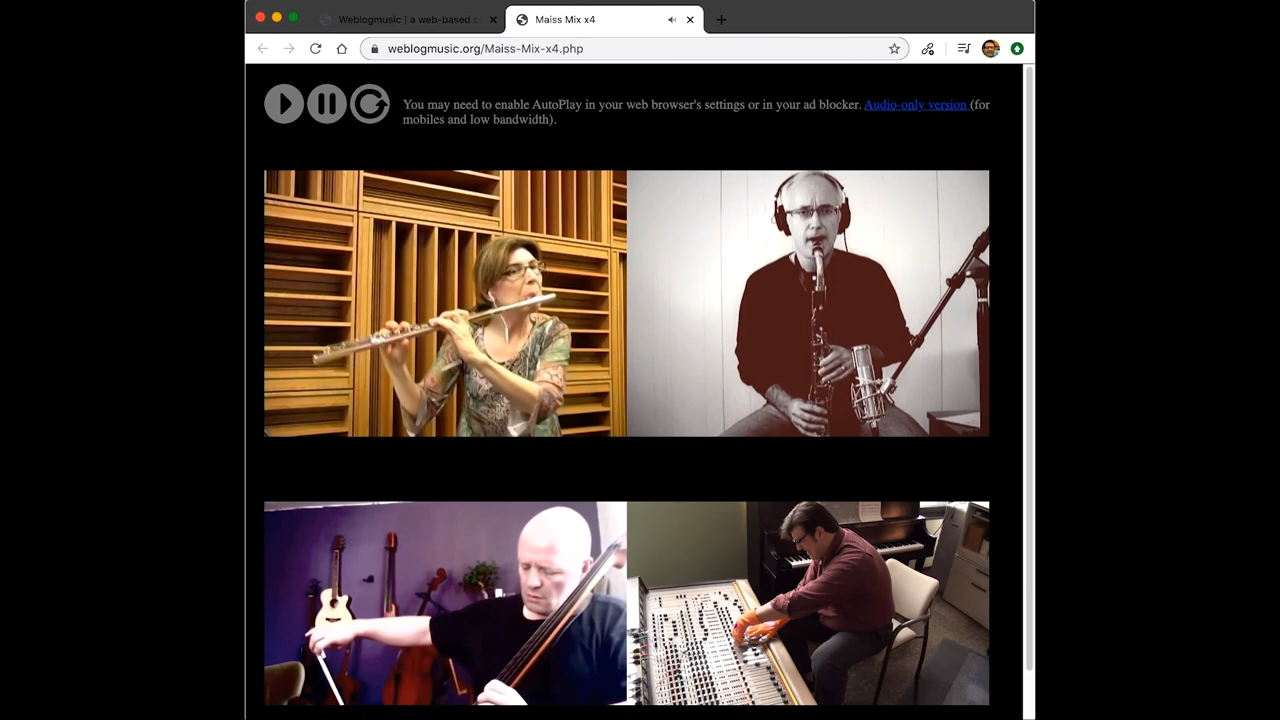 Weblogmusic | a web-based c
Maiss Mix x4
weblogmusic.org/Maiss-Mix-x4.php
You may need to enable AutoPlay in your web browser's settings or in your ad blocker. Audio-only version (for
mobiles and low bandwidth).